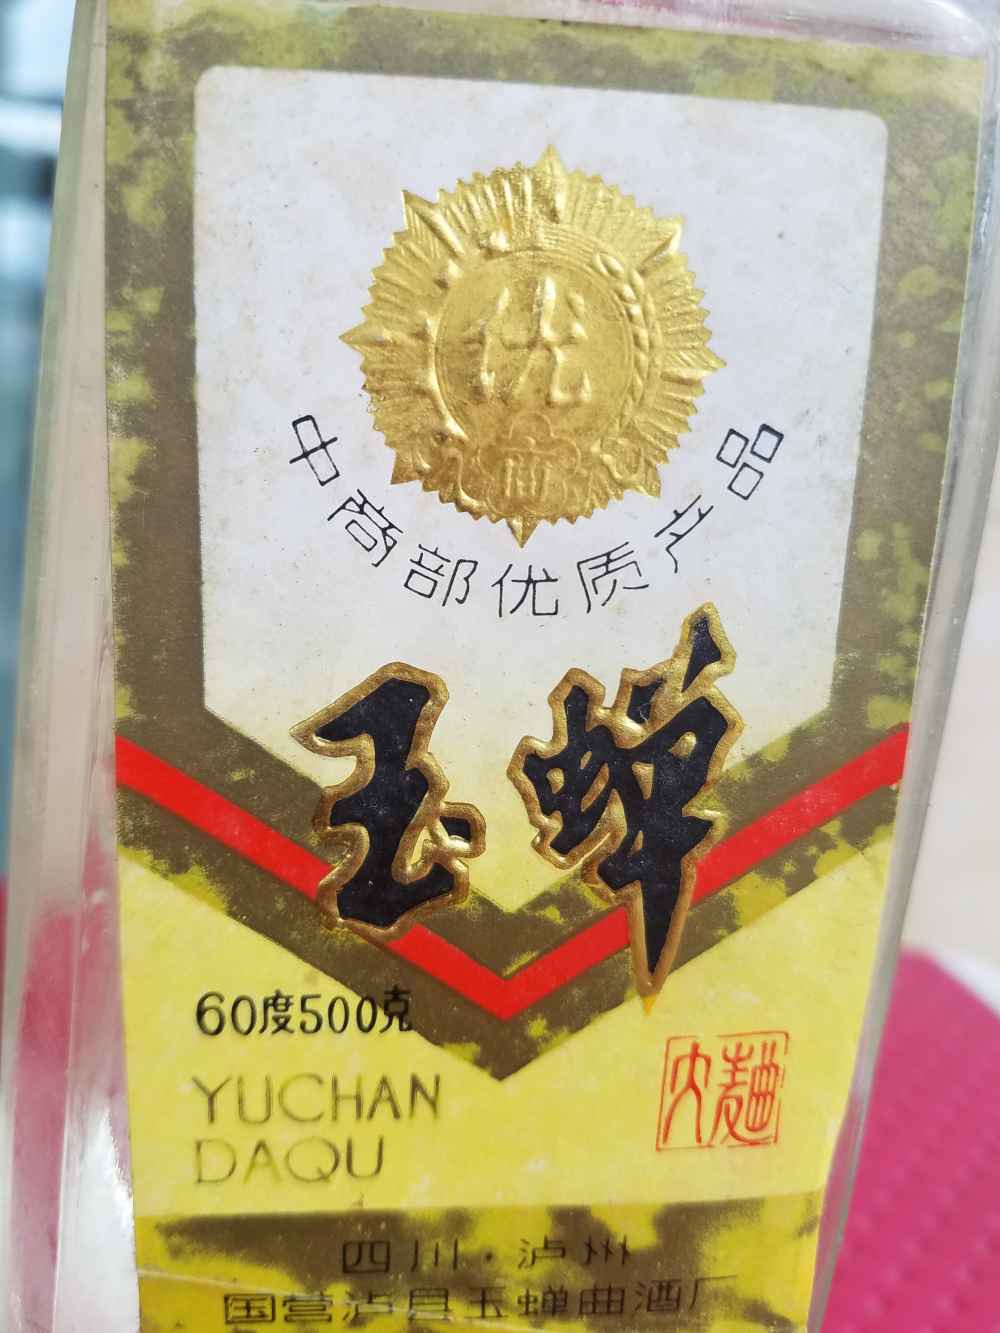 优
商
中商部优质产品
玉蝉
60度500克
YUCHAN
DAQU
大麯
四川·泸州
国营泸县玉蝉曲酒厂